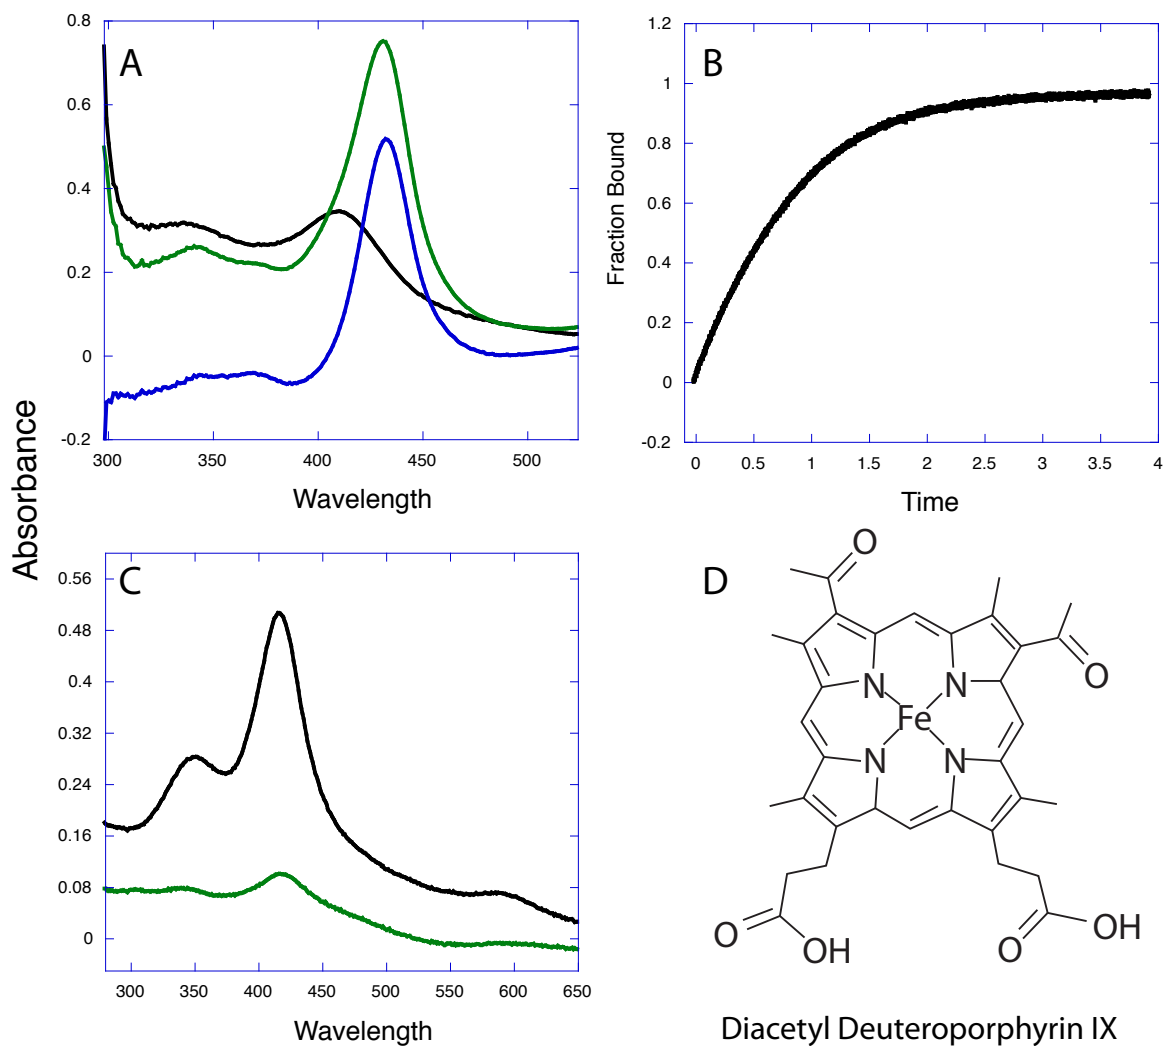 Absorbance
A
0.8
0.6
0.4
0.2
0
-0.2
300 350 400 450 500
Wavelength
B
Fraction Bound
1.2
1
0.8
0.6
0.4
0.2
0
-0.2
0 0.5 1 1.5 2 2.5 3 3.5 4
Time
C
0.56
0.48
0.4
0.32
0.24
0.16
0.08
0
300 350 400 450 500 550 600 650
Wavelength
D
O
O
N N
Fe
N N
O OH
O OH
Diacetyl Deuteroporphyrin IX